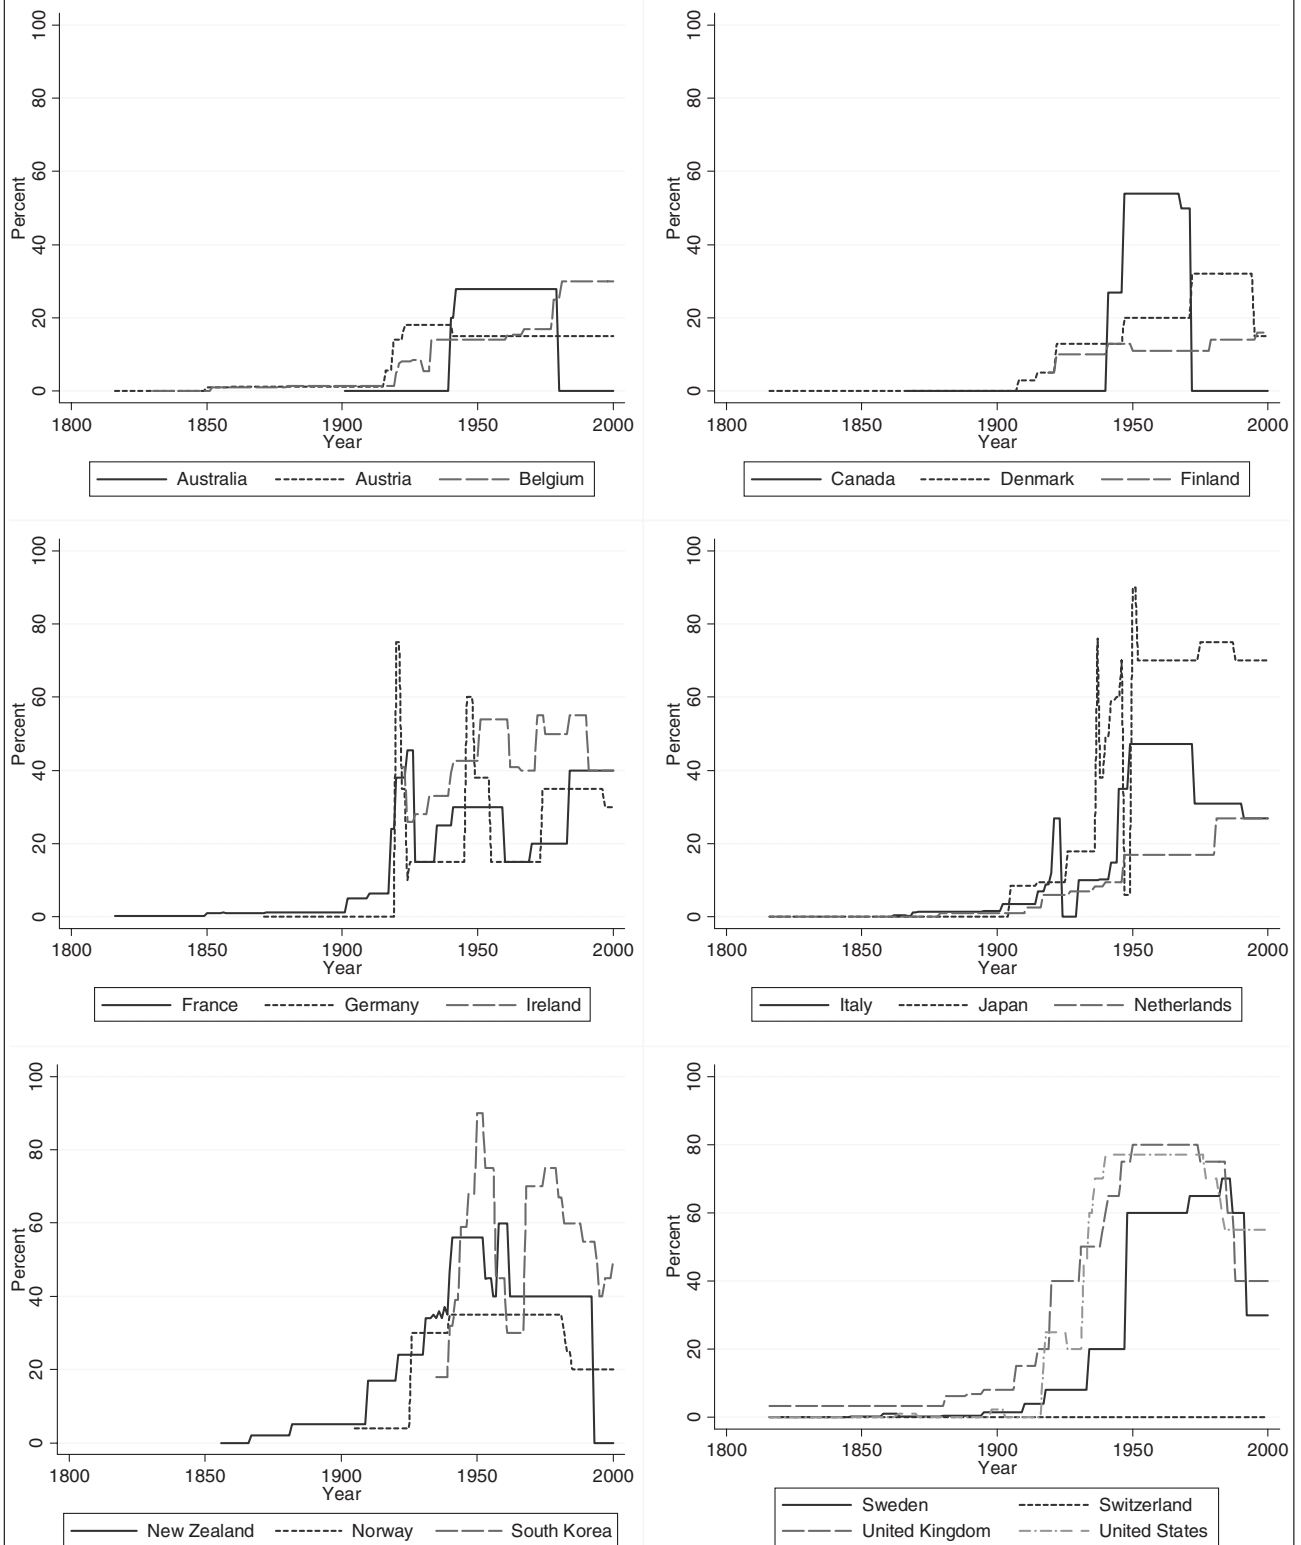 100
80
60
40
20
0
Percent
1800 1850 1900 1950 2000
Year
Australia Austria Belgium
100
80
60
40
20
0
Percent
1800 1850 1900 1950 2000
Year
Canada Denmark Finland
100
80
60
40
20
0
Percent
1800 1850 1900 1950 2000
Year
France Germany Ireland
100
80
60
40
20
0
Percent
1800 1850 1900 1950 2000
Year
Italy Japan Netherlands
100
80
60
40
20
0
Percent
1800 1850 1900 1950 2000
Year
New Zealand Norway South Korea
100
80
60
40
20
0
Percent
1800 1850 1900 1950 2000
Year
Sweden Switzerland
United Kingdom United States